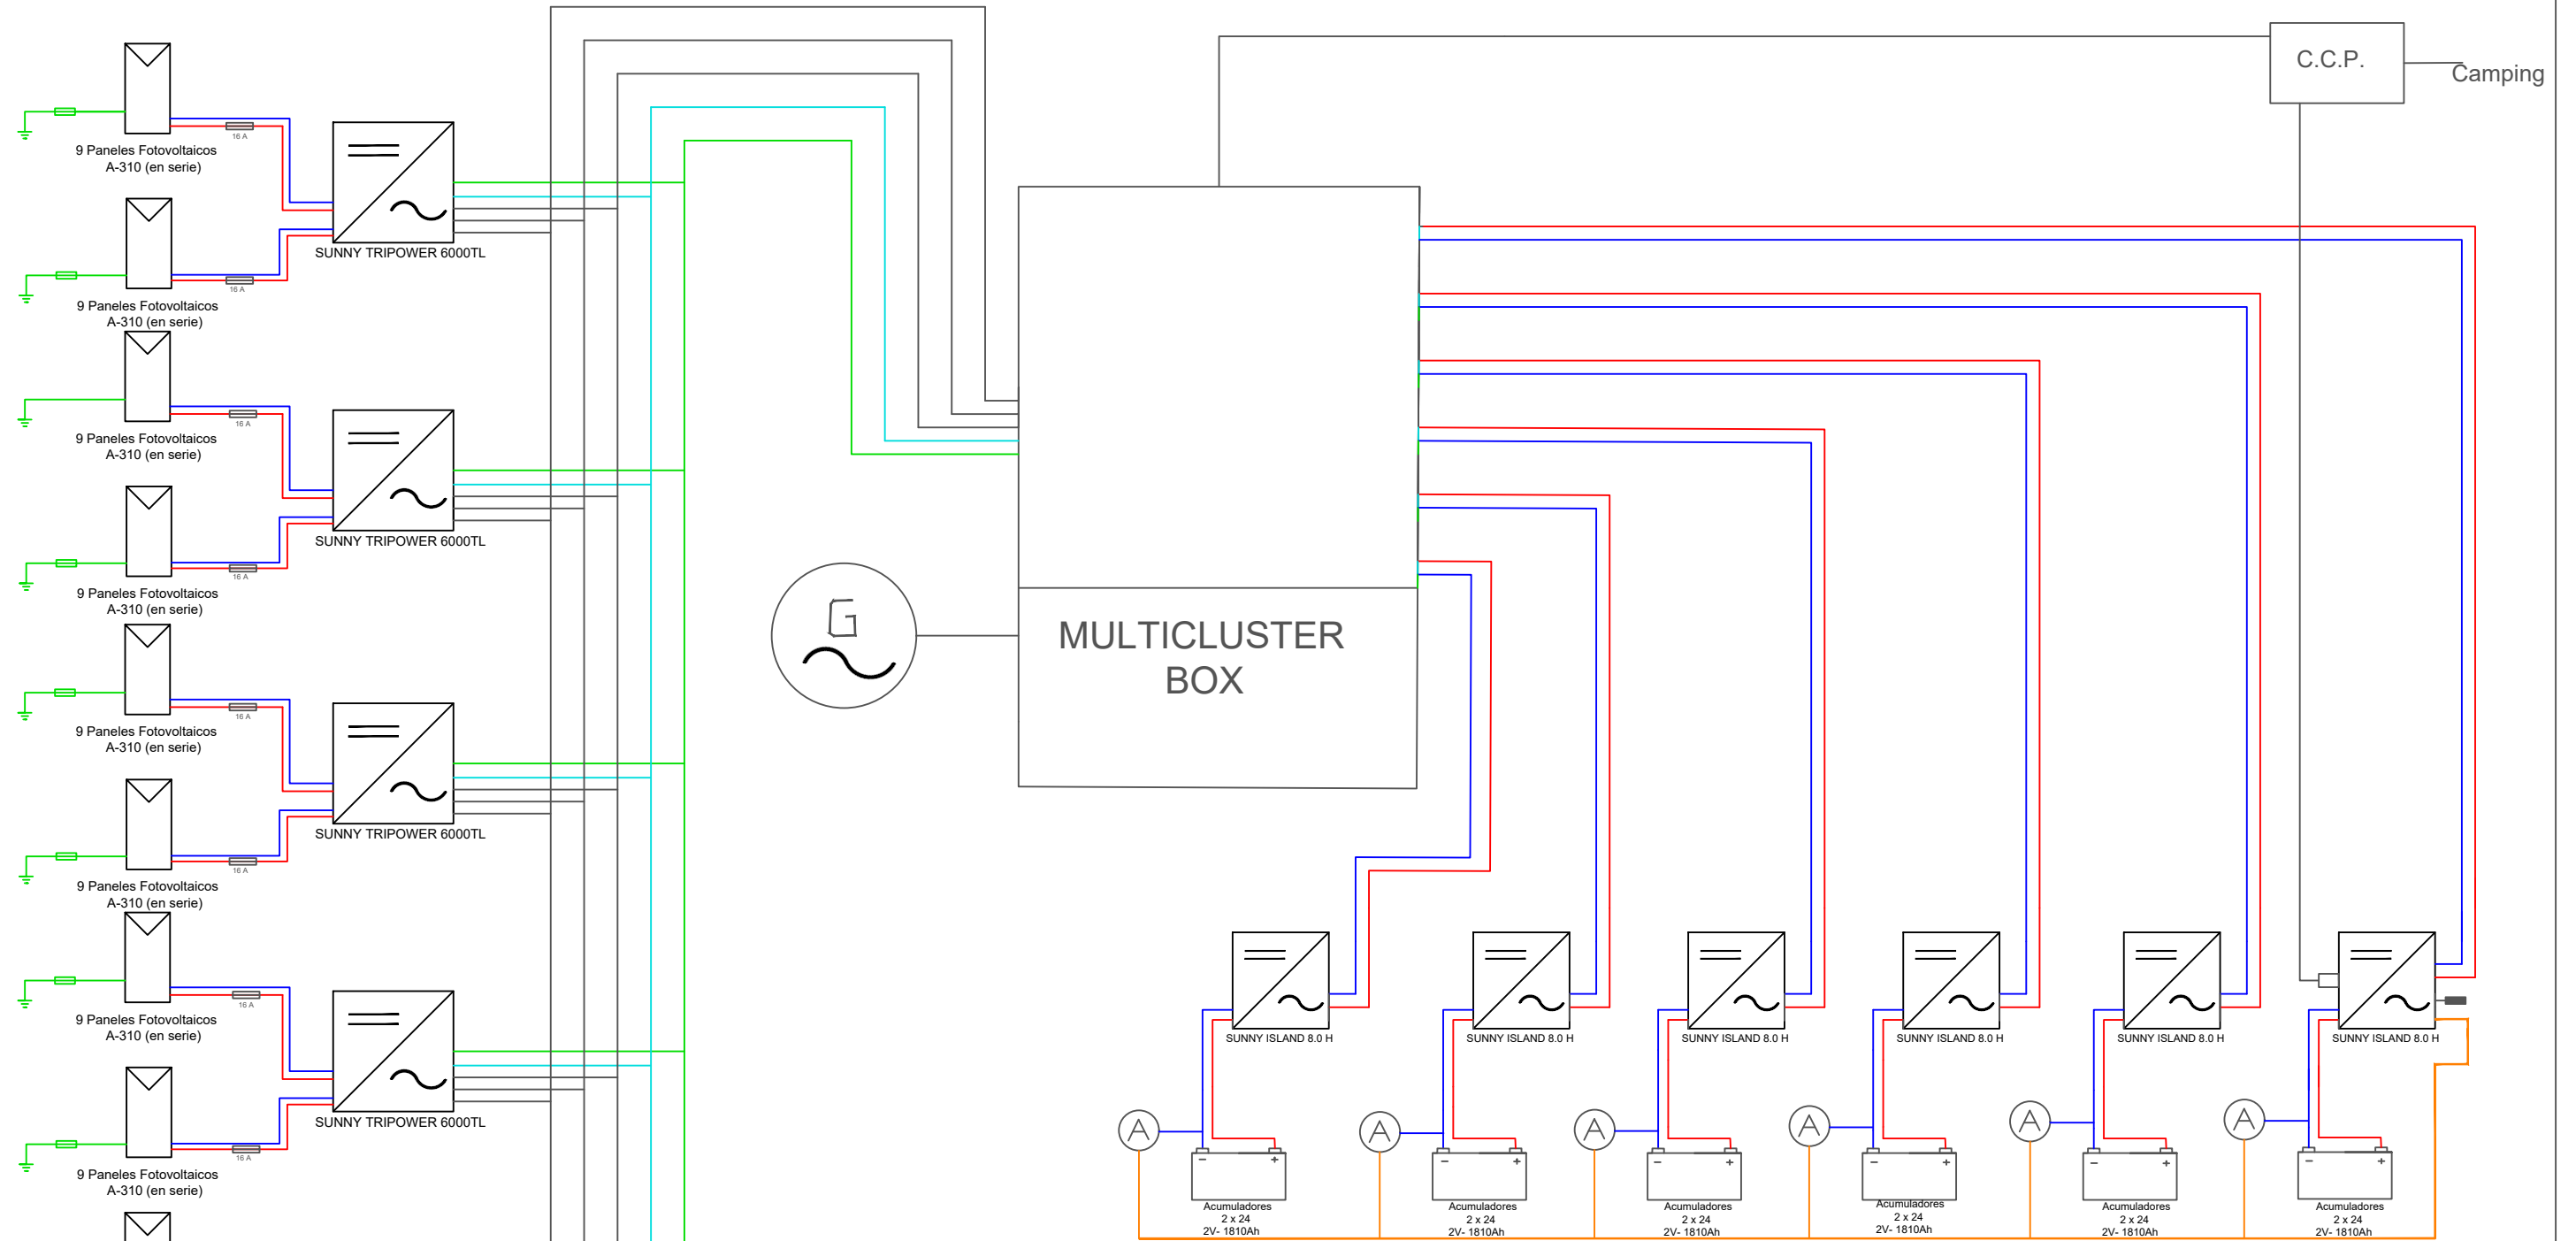 C.C.P.
Camping
16 A
9 Paneles Fotovoltaicos
A-310 (en serie)
SUNNY TRIPOWER 6000TL
16 A
9 Paneles Fotovoltaicos
A-310 (en serie)
16 A
9 Paneles Fotovoltaicos
A-310 (en serie)
SUNNY TRIPOWER 6000TL
16 A
9 Paneles Fotovoltaicos
A-310 (en serie)
G
MULTICLUSTER
BOX
16 A
9 Paneles Fotovoltaicos
A-310 (en serie)
SUNNY TRIPOWER 6000TL
16 A
9 Paneles Fotovoltaicos
A-310 (en serie)
16 A
9 Paneles Fotovoltaicos
A-310 (en serie)
SUNNY TRIPOWER 6000TL
16 A
9 Paneles Fotovoltaicos
A-310 (en serie)
SUNNY ISLAND 8.0 H
SUNNY ISLAND 8.0 H
SUNNY ISLAND 8.0 H
SUNNY ISLAND 8.0 H
SUNNY ISLAND 8.0 H
SUNNY ISLAND 8.0 H
A
A
A
A
A
A
- +
- +
- +
- +
- +
- +
Acumuladores
2 x 24
2V- 1810Ah
Acumuladores
2 x 24
2V- 1810Ah
Acumuladores
2 x 24
2V- 1810Ah
Acumuladores
2 x 24
2V- 1810Ah
Acumuladores
2 x 24
2V- 1810Ah
Acumuladores
2 x 24
2V- 1810Ah